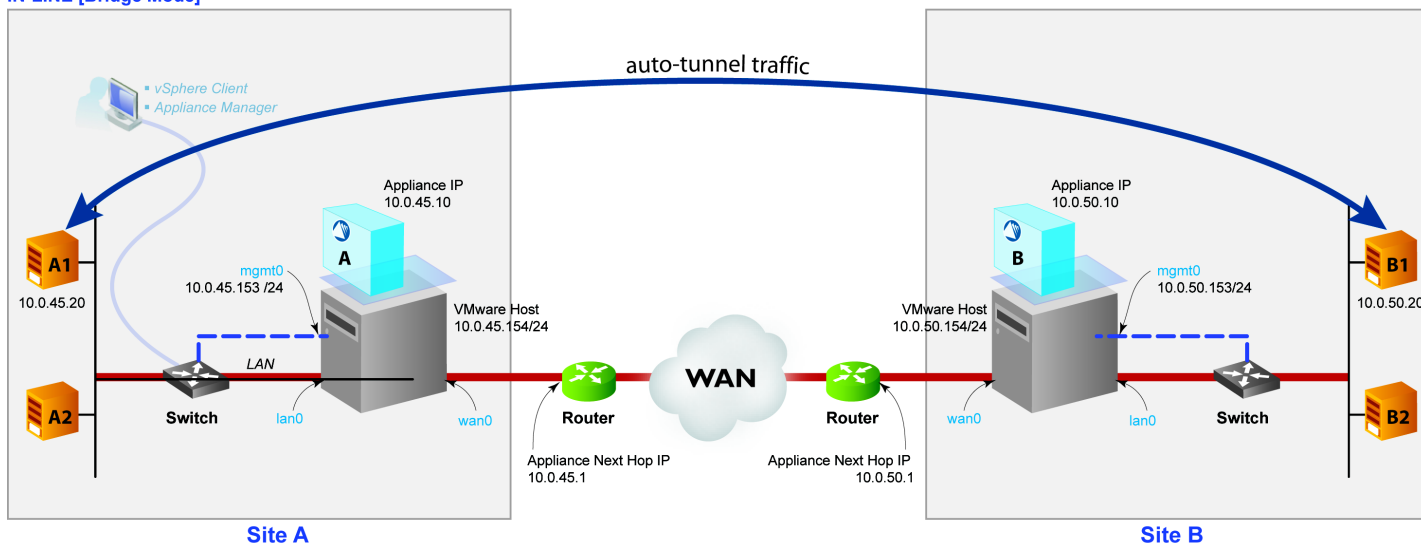 IN-LINE [Bridge Mode]
auto-tunnel traffic
▪ vSphere Client
▪ Appliance Manager
Appliance IP
10.0.45.10
A
A1
10.0.45.20
mgmt0
10.0.45.153 /24
VMware Host
10.0.45.154/24
LAN
A2
Switch
lan0
wan0
Router
Appliance Next Hop IP
10.0.45.1
WAN
Appliance IP
10.0.50.10
B
B1
10.0.50.20
mgmt0
10.0.50.153/24
VMware Host
10.0.50.154/24
Router
Appliance Next Hop IP
10.0.50.1
wan0
lan0
Switch
B2
Site A
Site B